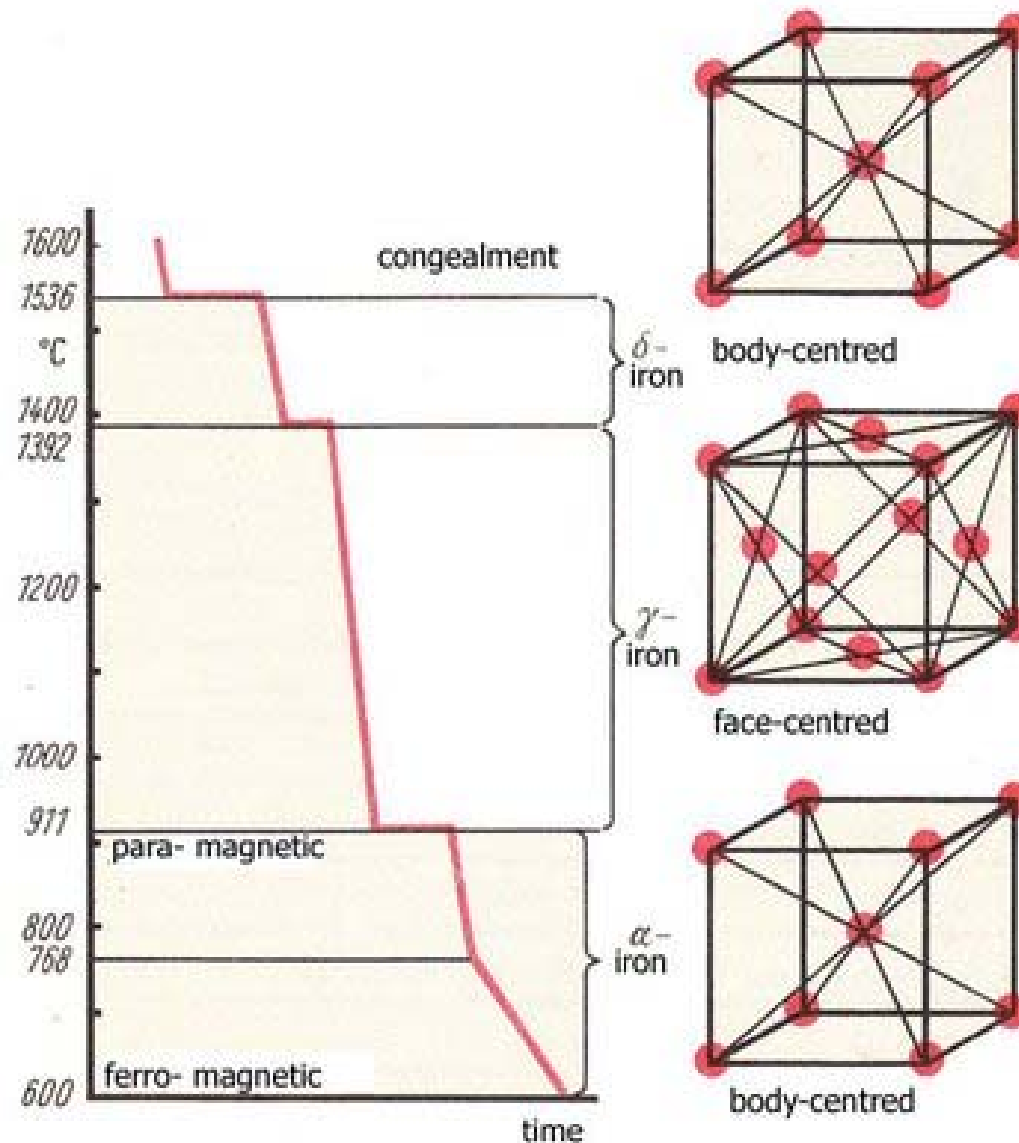 1600
congealment
1536
°C
δ-
iron
body-centred
1400
1392
1200
γ-
iron
face-centred
1000
911
para- magnetic
800
768
α-
iron
ferro- magnetic
600
body-centred
time